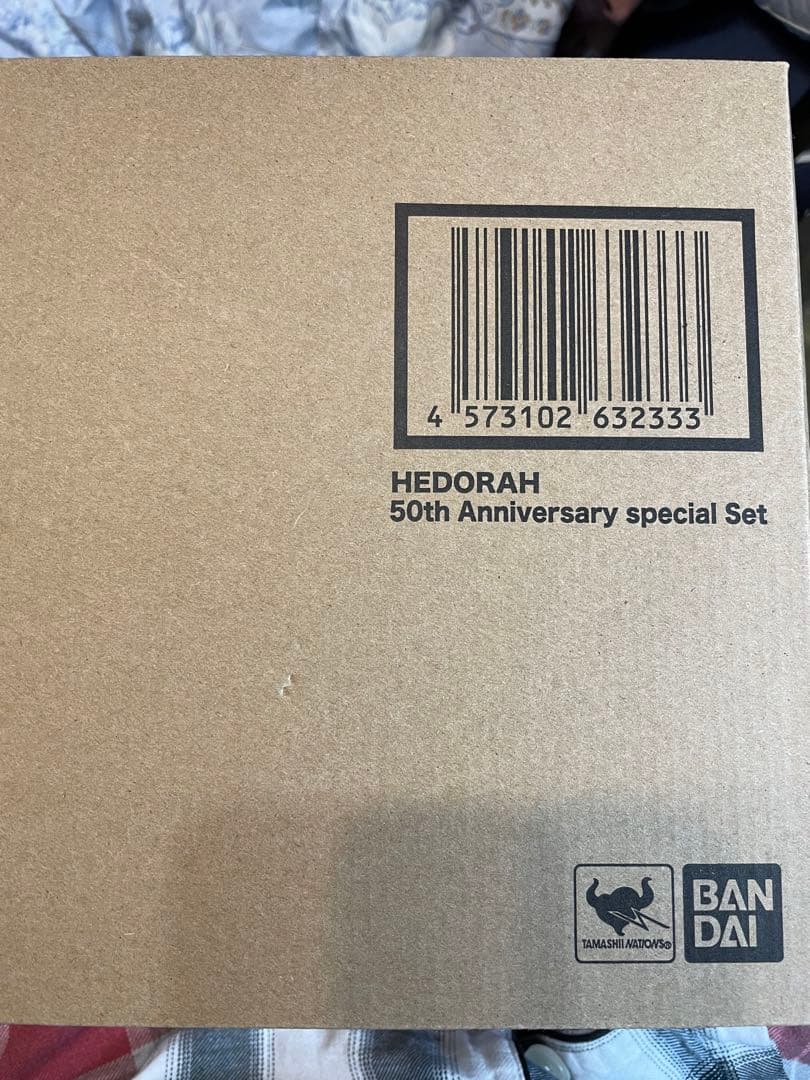 4 573102 632333
HEDORAH
50th Anniversary special Set
TAMASHII NATIONS®
BAN
DAI